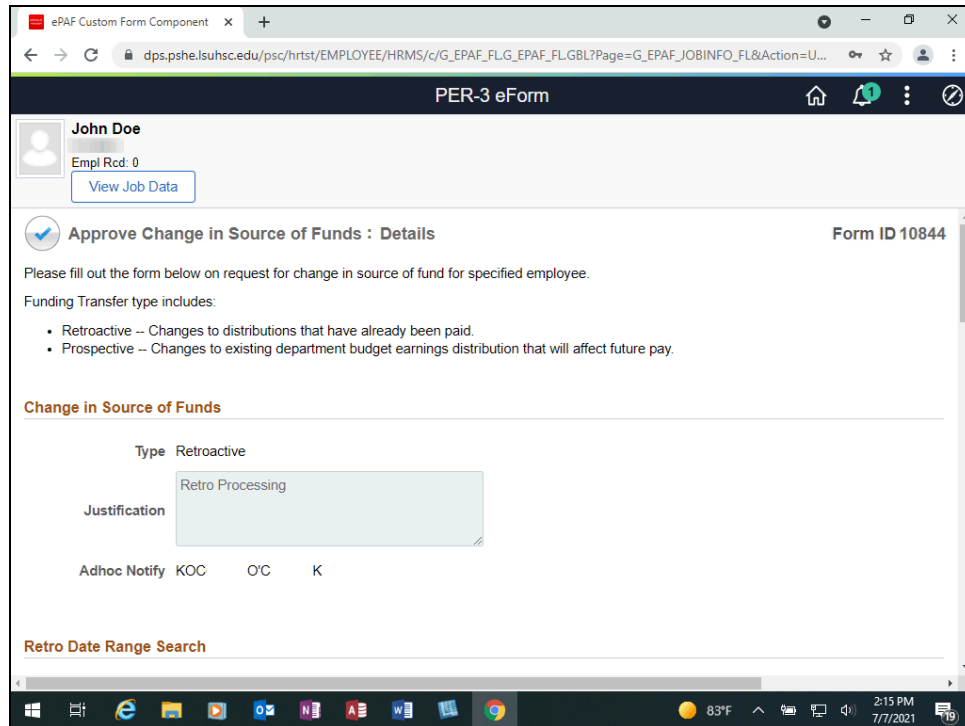 ePAF Custom Form Component
dps.pshe.lsuhsc.edu/psc/hrtst/EMPLOYEE/HRMS/c/G_EPAF_FL.G_EPAF_FL.GBL?Page=G_EPAF_JOBINFO_FL&Action=U...
PER-3 eForm
1
John Doe
Empl Rcd: 0
View Job Data
Approve Change in Source of Funds : Details
Form ID 10844
Please fill out the form below on request for change in source of fund for specified employee.
Funding Transfer type includes:
• Retroactive -- Changes to distributions that have already been paid.
• Prospective -- Changes to existing department budget earnings distribution that will affect future pay.
Change in Source of Funds
Type Retroactive
Justification Retro Processing
Adhoc Notify KOC O'C K
Retro Date Range Search
83°F
2:15 PM
7/7/2021
19